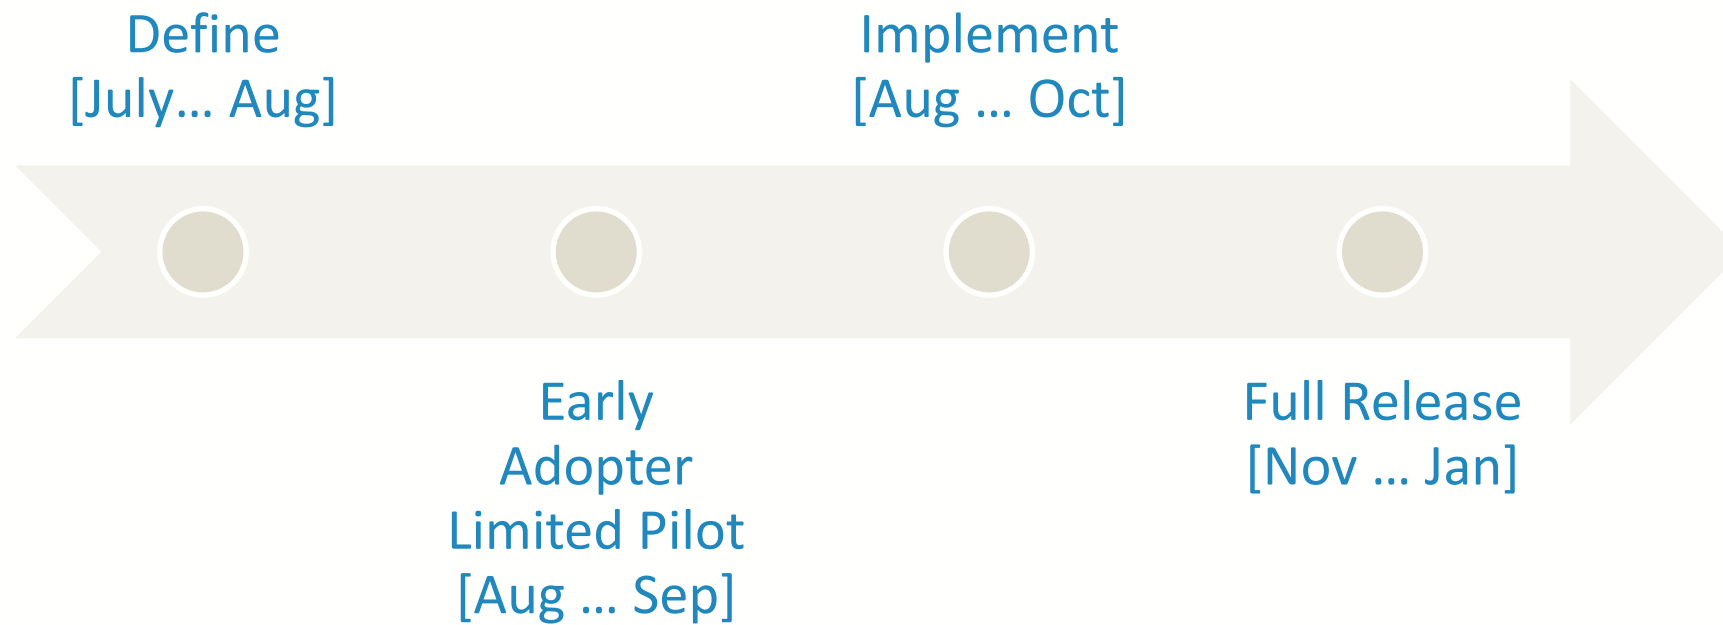 Define
[July... Aug]
Early
Adopter
Limited Pilot
[Aug ... Sep]
Implement
[Aug ... Oct]
Full Release
[Nov ... Jan]